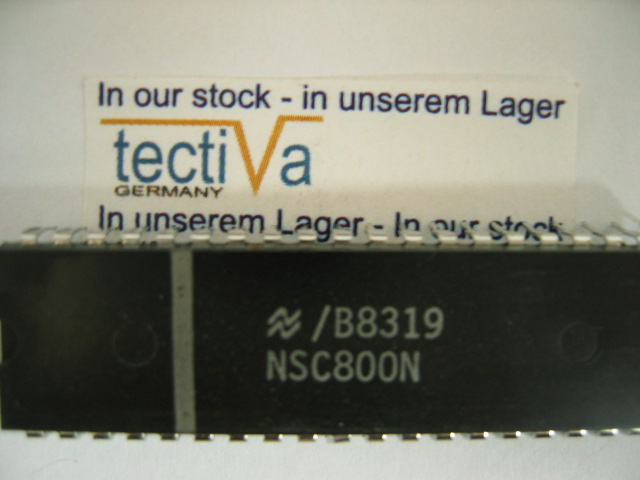 In our stock - in unserem Lager
tectiVa
GERMANY
In unserem Lager - In our stock
/B8319
NSC800N